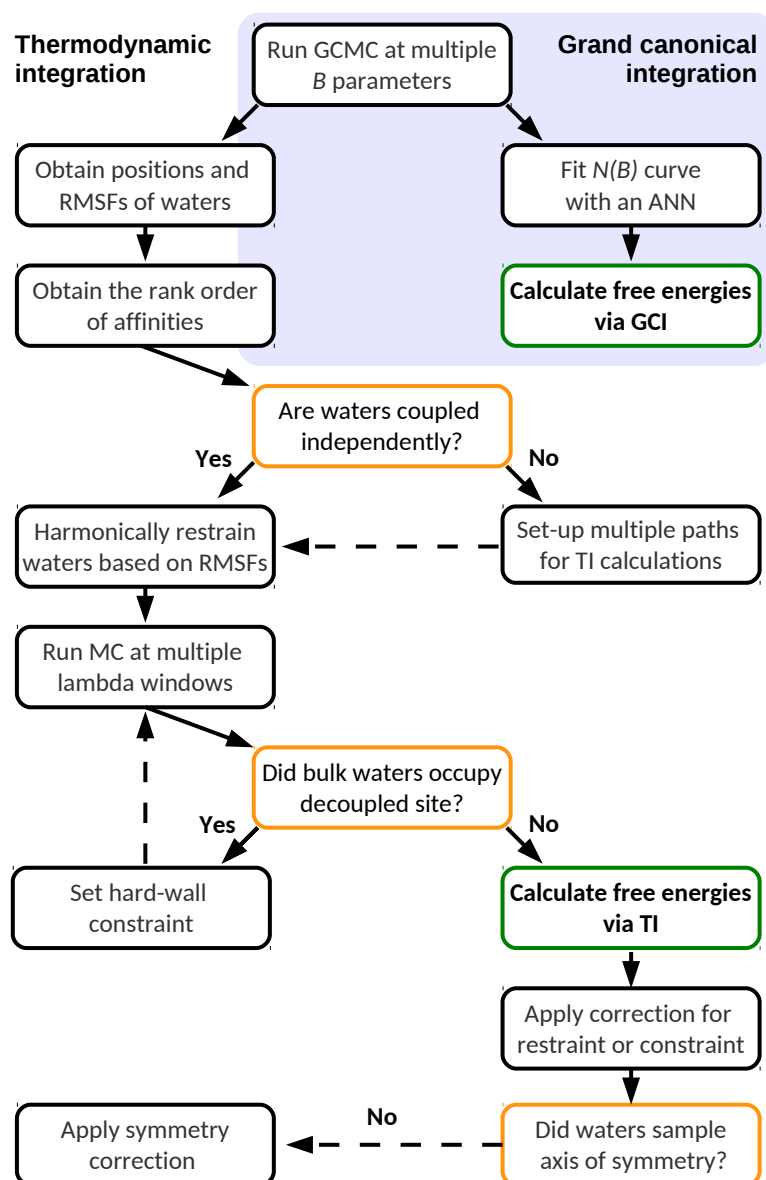 Thermodynamic
integration
Run GCMC at multiple
B parameters
Grand canonical
integration
Obtain positions and
RMSFs of waters
Fit N(B) curve
with an ANN
Obtain the rank order
of affinities
Calculate free energies
via GCI
Are waters coupled
independently?
Yes
No
Harmonically restrain
waters based on RMSFs
Set-up multiple paths
for TI calculations
Run MC at multiple
lambda windows
Did bulk waters occupy
decoupled site?
Yes
No
Set hard-wall
constraint
Calculate free energies
via TI
Apply correction for
restraint or constraint
No
Apply symmetry
correction
Did waters sample
axis of symmetry?